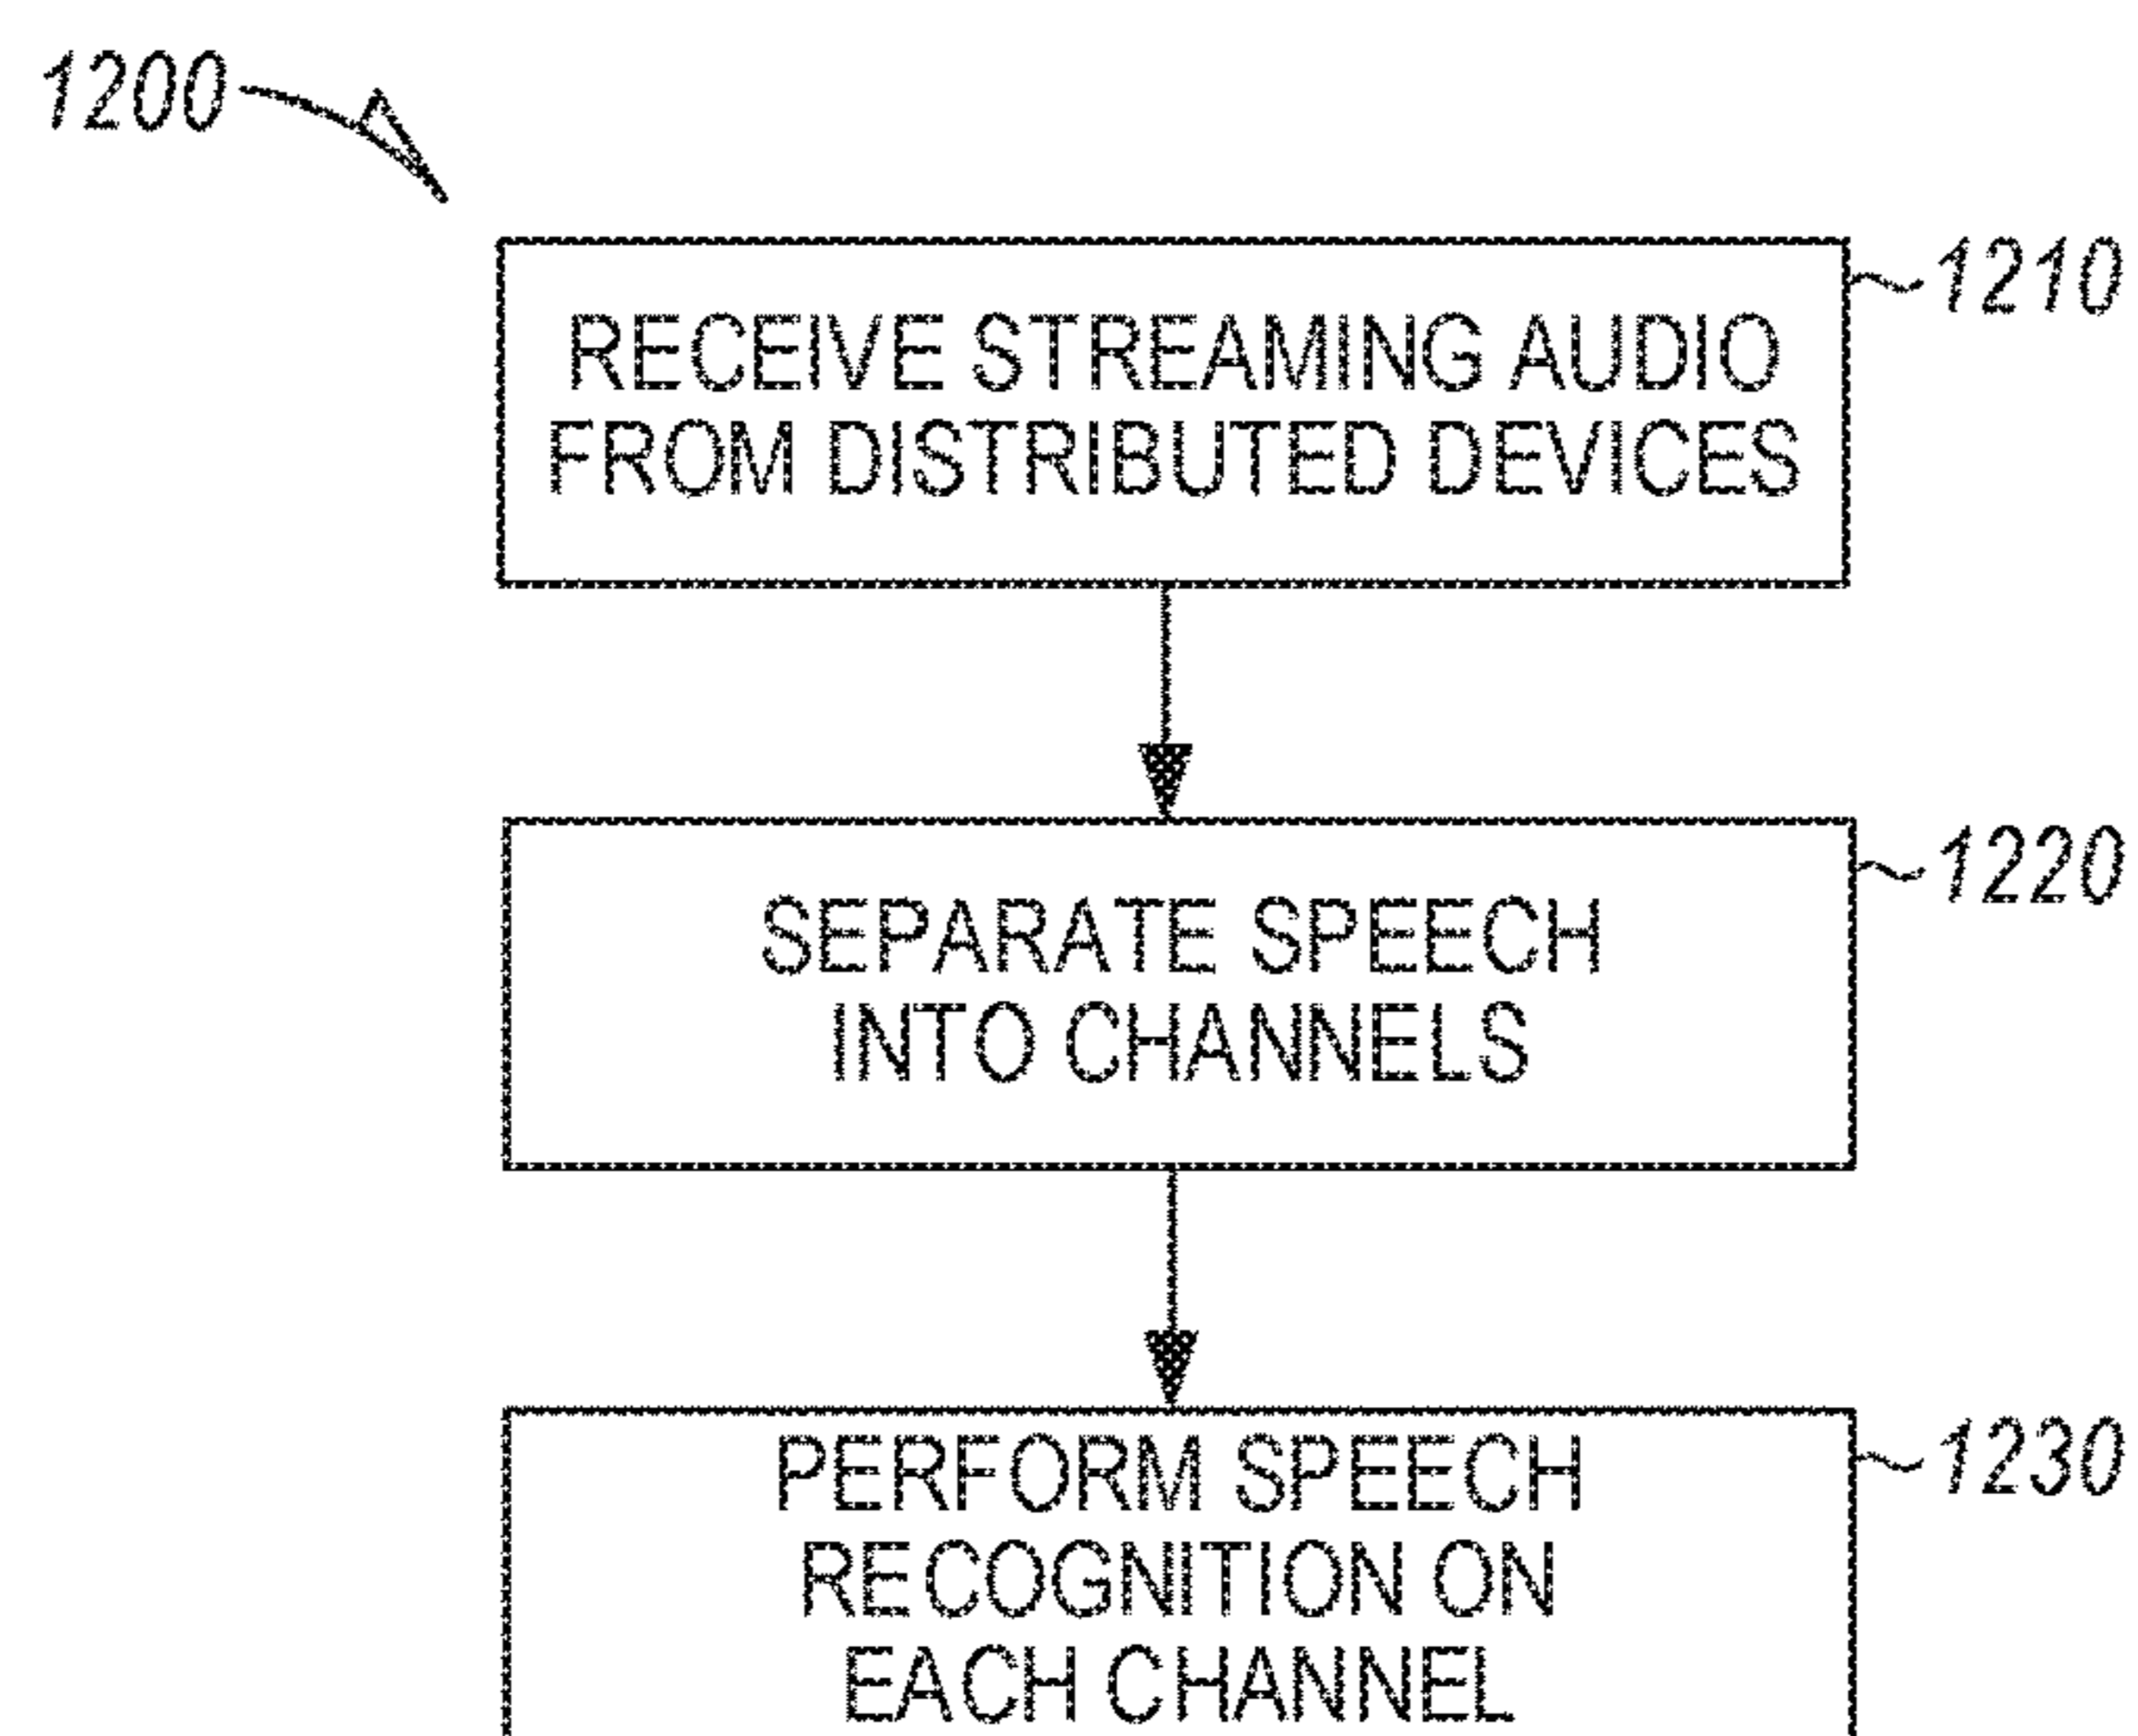 1200
RECEIVE STREAMING AUDIO
FROM DISTRIBUTED DEVICES
1210
SEPARATE SPEECH
INTO CHANNELS
1220
PERFORM SPEECH
RECOGNITION ON
EACH CHANNEL
1230